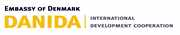 EMBASSY OF DENMARK
DANIDA
INTERNATIONAL
DEVELOPMENT COOPERATION